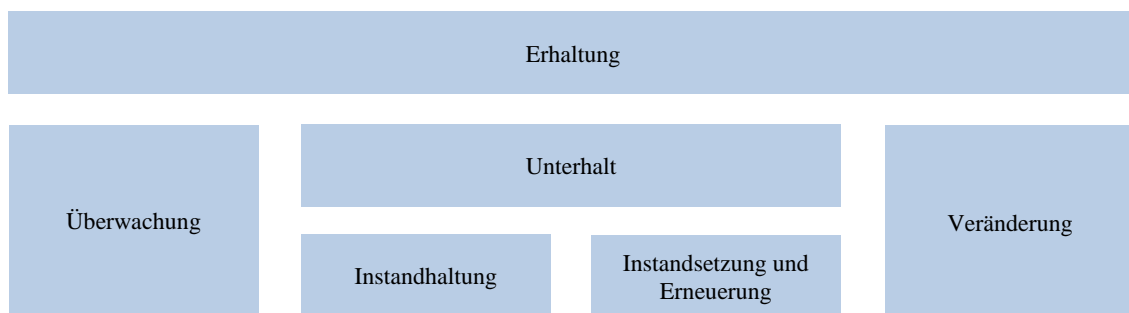 Erhaltung
Überwachung
Unterhalt
Veränderung
Instandhaltung
Instandsetzung und
Erneuerung